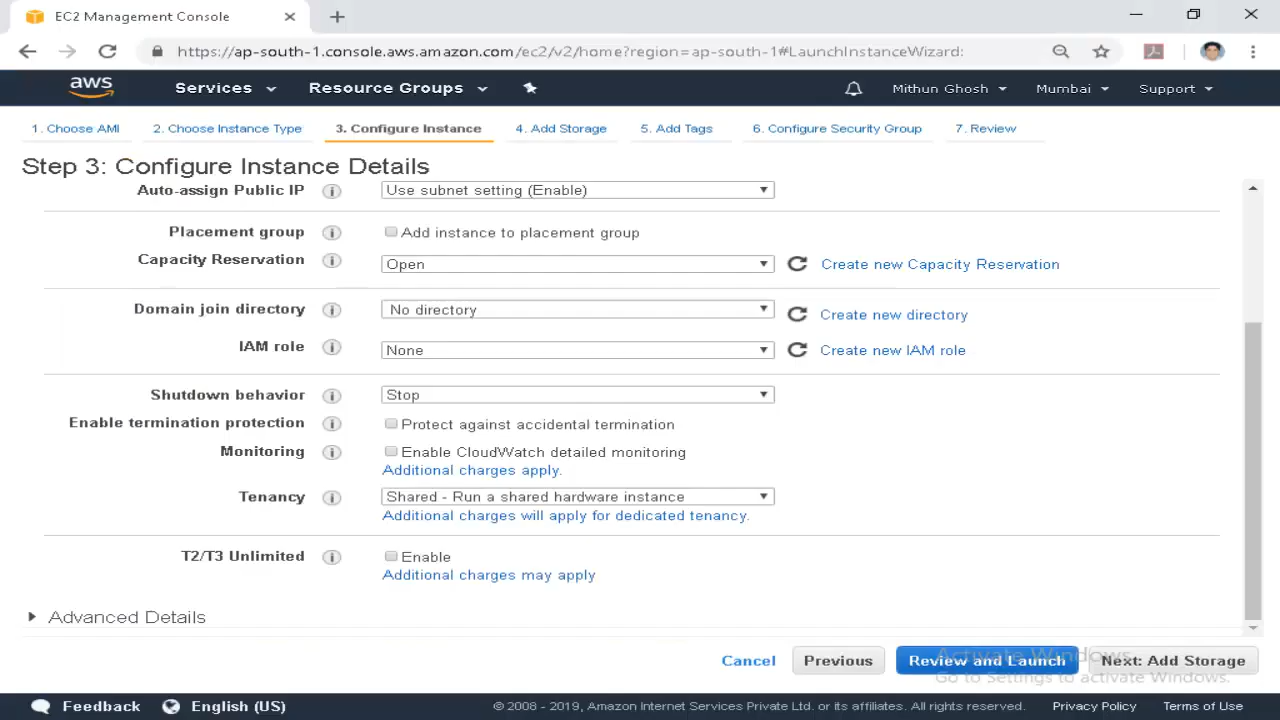 EC2 Management Console
https://ap-south-1.console.aws.amazon.com/ec2/v2/home?region=ap-south-1#LaunchInstanceWizard:
aws Services Resource Groups Mithun Ghosh Mumbai Support
1. Choose AMI 2. Choose Instance Type 3. Configure Instance 4. Add Storage 5. Add Tags 6. Configure Security Group 7. Review
Step 3: Configure Instance Details
Auto-assign Public IP Use subnet setting (Enable)
Placement group Add instance to placement group
Capacity Reservation Open Create new Capacity Reservation
Domain join directory No directory Create new directory
IAM role None Create new IAM role
Shutdown behavior Stop
Enable termination protection Protect against accidental termination
Monitoring Enable CloudWatch detailed monitoring
Additional charges apply.
Tenancy Shared - Run a shared hardware instance
Additional charges will apply for dedicated tenancy.
T2/T3 Unlimited Enable
Additional charges may apply
Advanced Details
Activate Windows
Cancel Previous Review and Launch Next: Add Storage
Go to Settings to activate Windows.
Feedback English (US) © 2008 - 2019, Amazon Internet Services Private Ltd. or its affiliates. All rights reserved. Privacy Policy Terms of Use